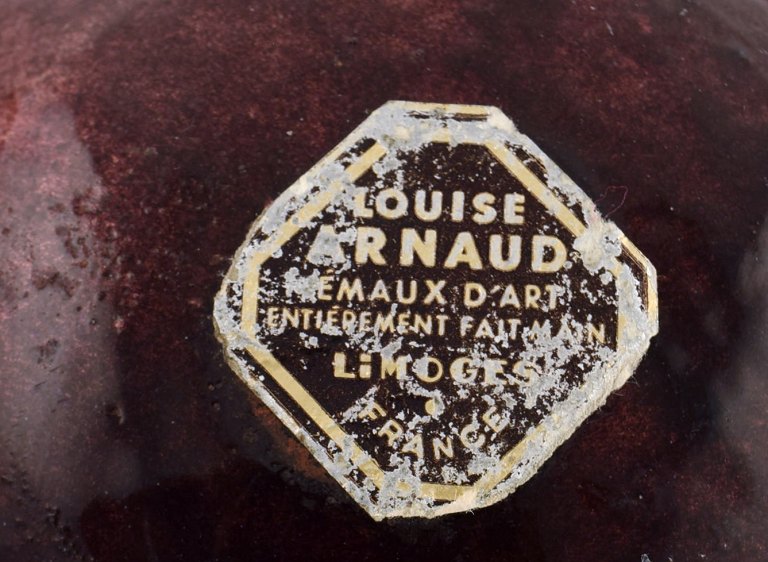 LOUISE
ARNAUD
ÉMAUX D'ART
ENTIÈREMENT FAIT MAIN
LIMOGES
FRANCE